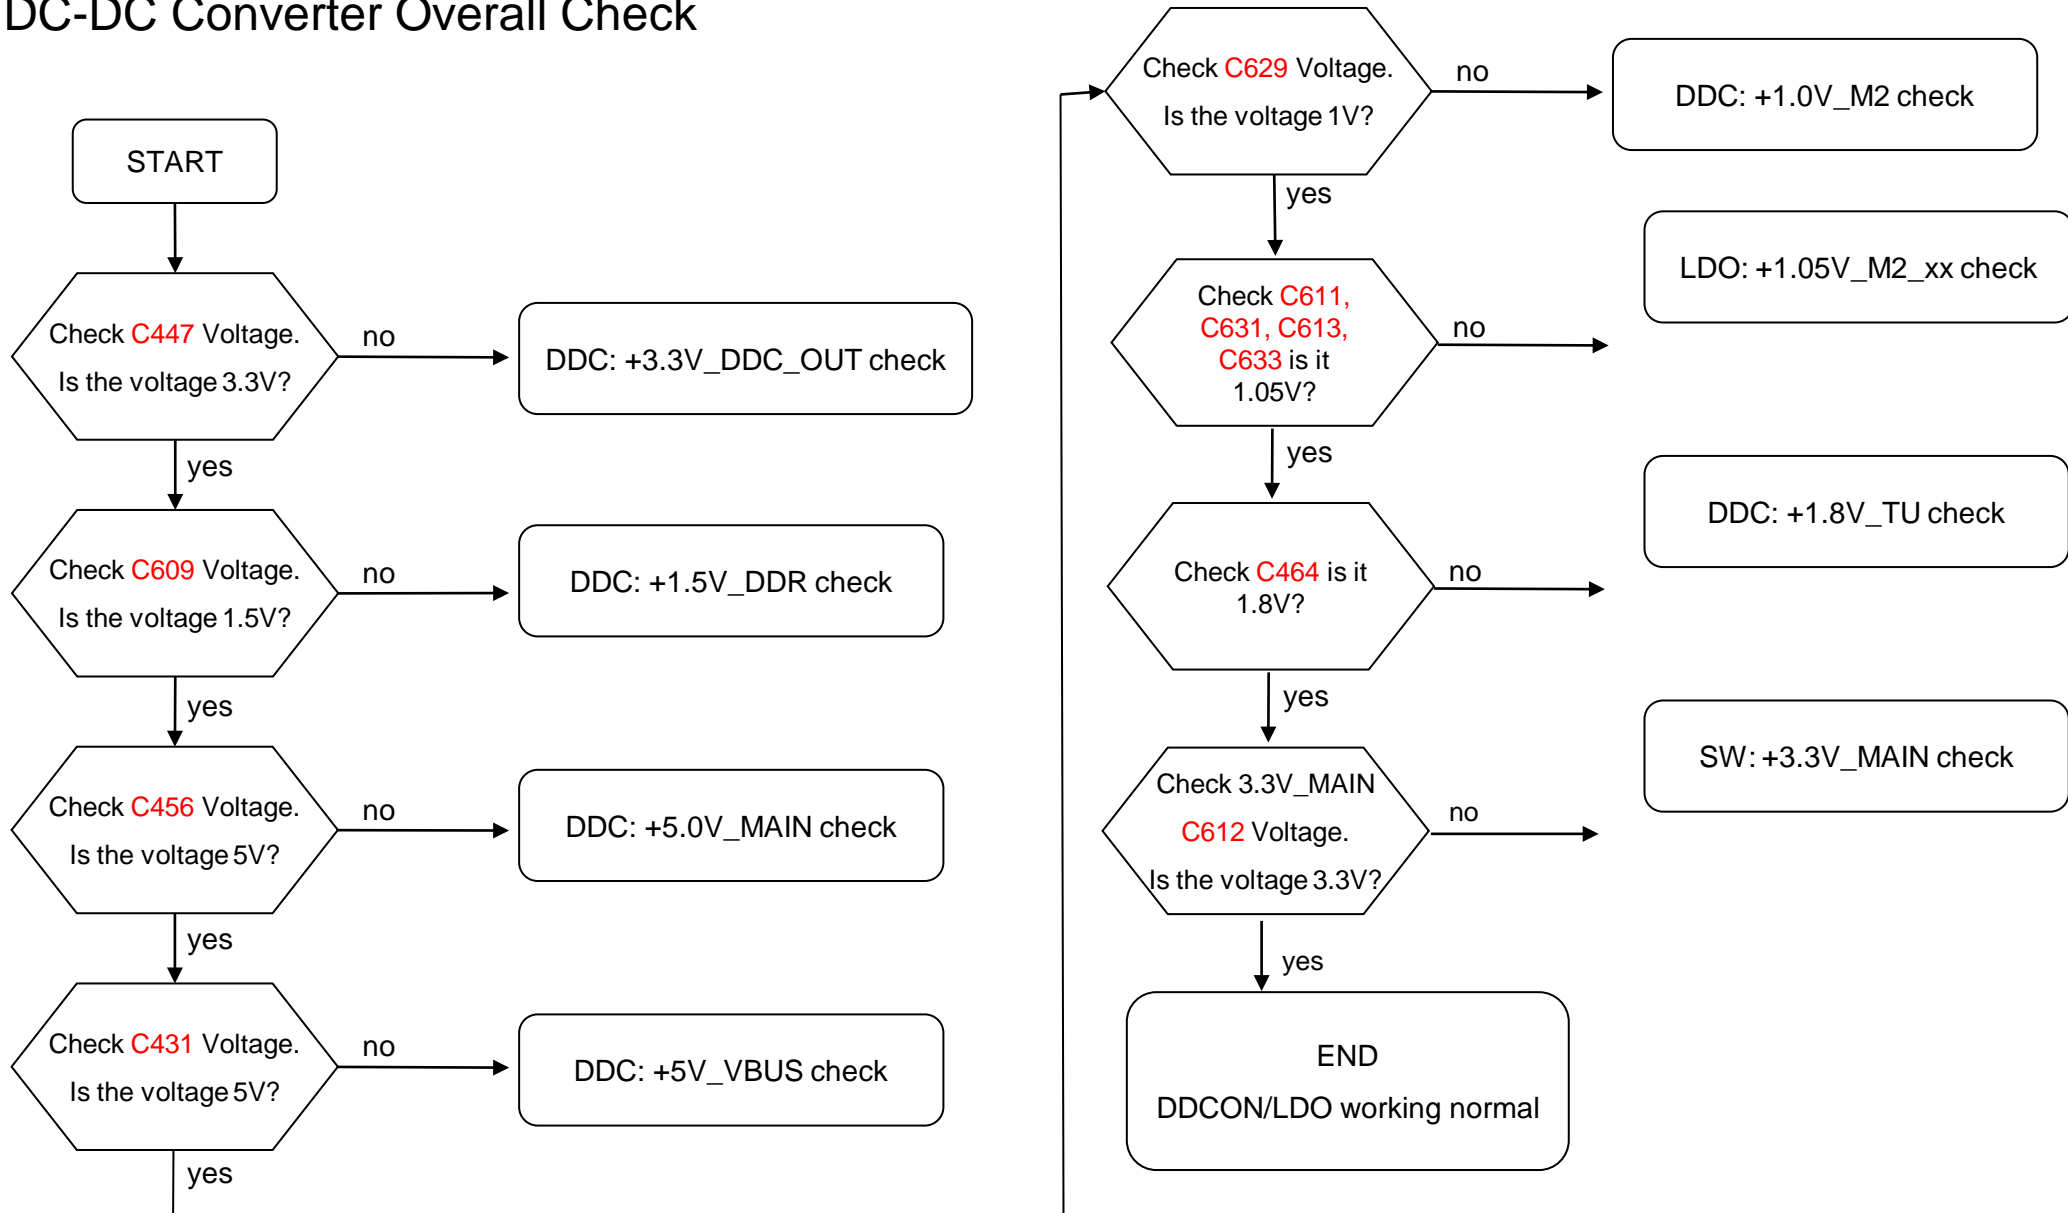 DC-DC Converter Overall Check
START
Check C447 Voltage.
Is the voltage 3.3V?
no
DDC: +3.3V_DDC_OUT check
yes
Check C609 Voltage.
Is the voltage 1.5V?
no
DDC: +1.5V_DDR check
yes
Check C456 Voltage.
Is the voltage 5V?
no
DDC: +5.0V_MAIN check
yes
Check C431 Voltage.
Is the voltage 5V?
no
DDC: +5V_VBUS check
yes
Check C629 Voltage.
Is the voltage 1V?
no
DDC: +1.0V_M2 check
yes
Check C611,
C631, C613,
C633 is it
1.05V?
no
LDO: +1.05V_M2_xx check
yes
Check C464 is it
1.8V?
no
DDC: +1.8V_TU check
yes
Check 3.3V_MAIN
C612 Voltage.
Is the voltage 3.3V?
no
SW: +3.3V_MAIN check
yes
END
DDCON/LDO working normal